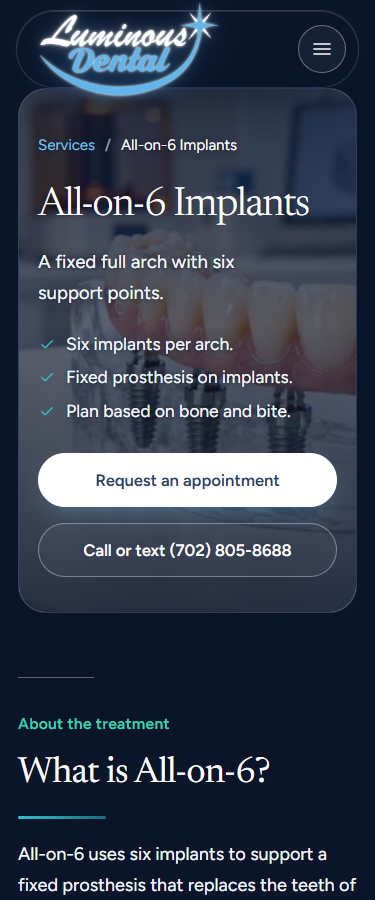 Luminous
Dental
Services / All-on-6 Implants
All-on-6 Implants
A fixed full arch with six
support points.
Six implants per arch.
Fixed prosthesis on implants.
Plan based on bone and bite.
Request an appointment
Call or text (702) 805-8688
About the treatment
What is All-on-6?
All-on-6 uses six implants to support a
fixed prosthesis that replaces the teeth of